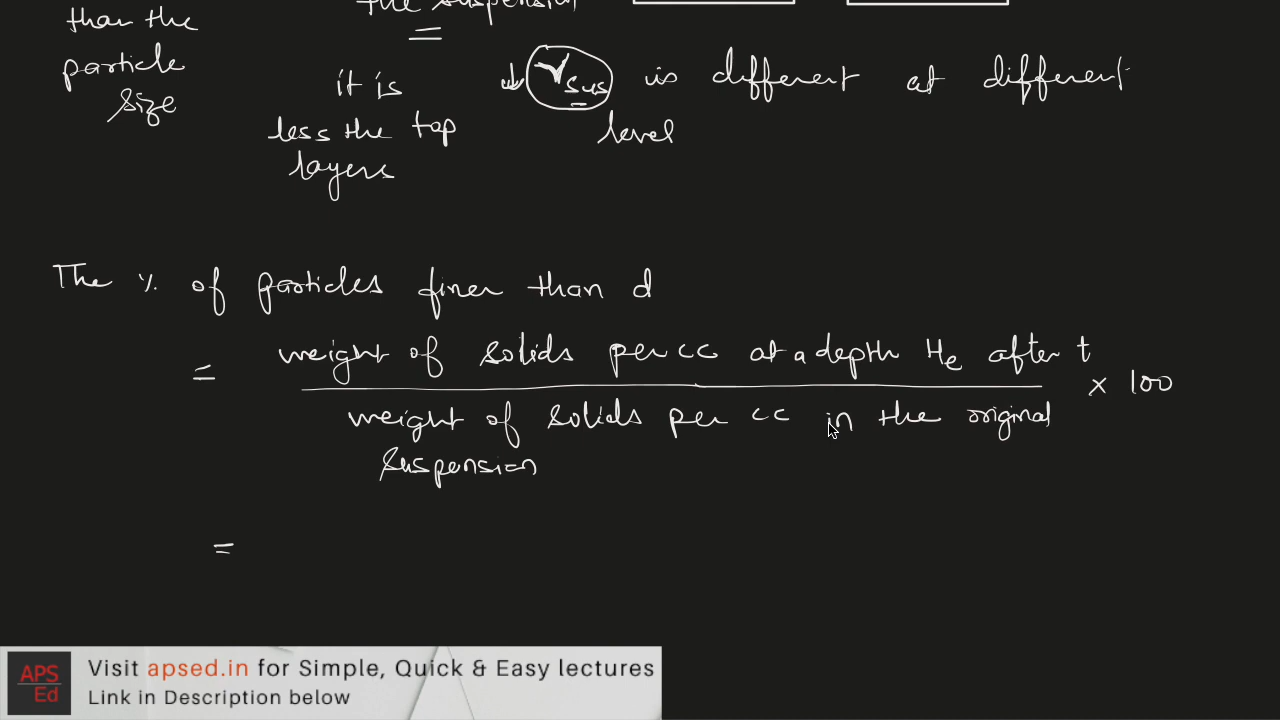 than the
particle
size
the suspension
it is
less the top
layers
↓ γsus is different at different
level
The % of particles finer than d
= weight of solids per cc at a depth He after t
× 100
weight of solids per cc in the original
suspension
=
APS
Ed
Visit apsed.in for Simple, Quick & Easy lectures
Link in Description below